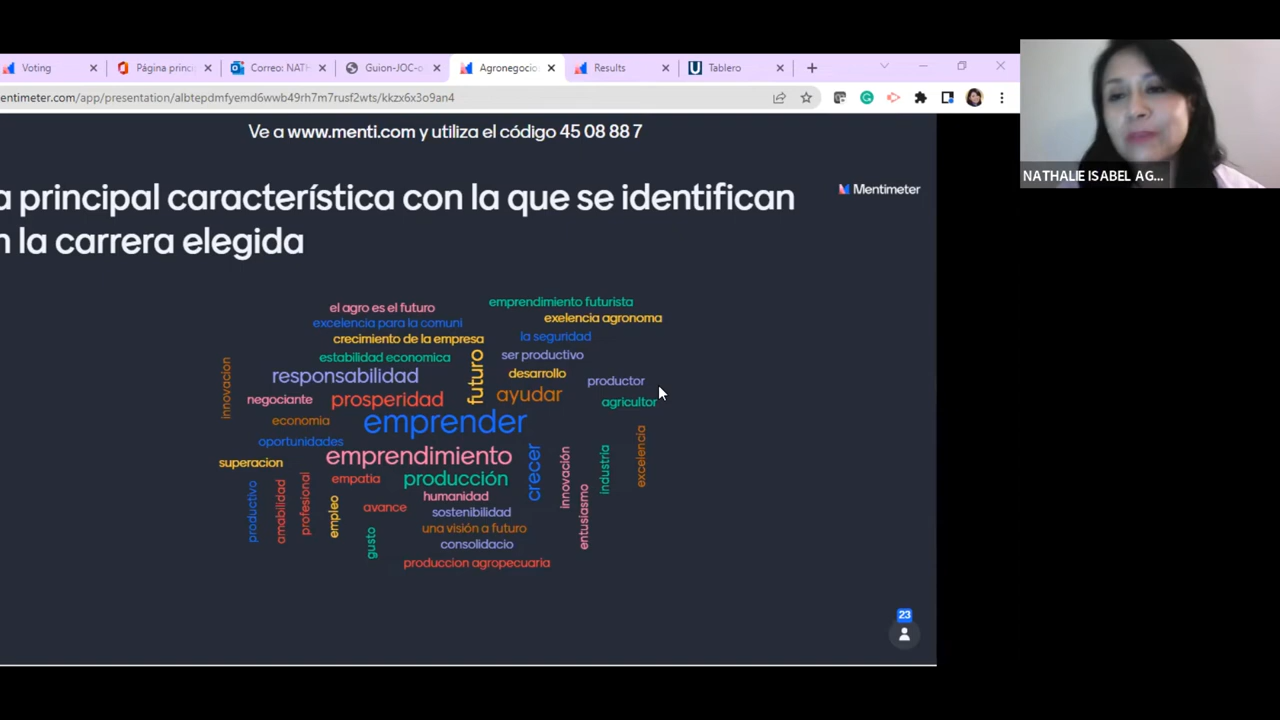 Voting
Página princi
Correo: NATH
Guion-JOC-o
Agronegocio
Results
Tablero
entimeter.com/app/presentation/albtepdmfyemd6wwb49rh7m7rusf2wts/kkzx6x3o9an4
Ve a www.menti.com y utiliza el código 45 08 88 7
a principal característica con la que se identifican
n la carrera elegida
Mentimeter
NATHALIE ISABEL AG...
el agro es el futuro
emprendimiento futurista
excelencia para la comuni
exelencia agronoma
crecimiento de la empresa
la seguridad
estabilidad economica
ser productivo
futuro
responsabilidad
desarrollo
productor
innovacion
negociante
prosperidad
ayudar
agricultor
economia
emprender
oportunidades
superacion
emprendimiento
crecer
innovación
industria
excelencia
empatia
producción
productivo
amabilidad
profesional
empleo
avance
humanidad
sostenibilidad
entusiasmo
gusto
una visión a futuro
consolidacio
produccion agropecuaria
23